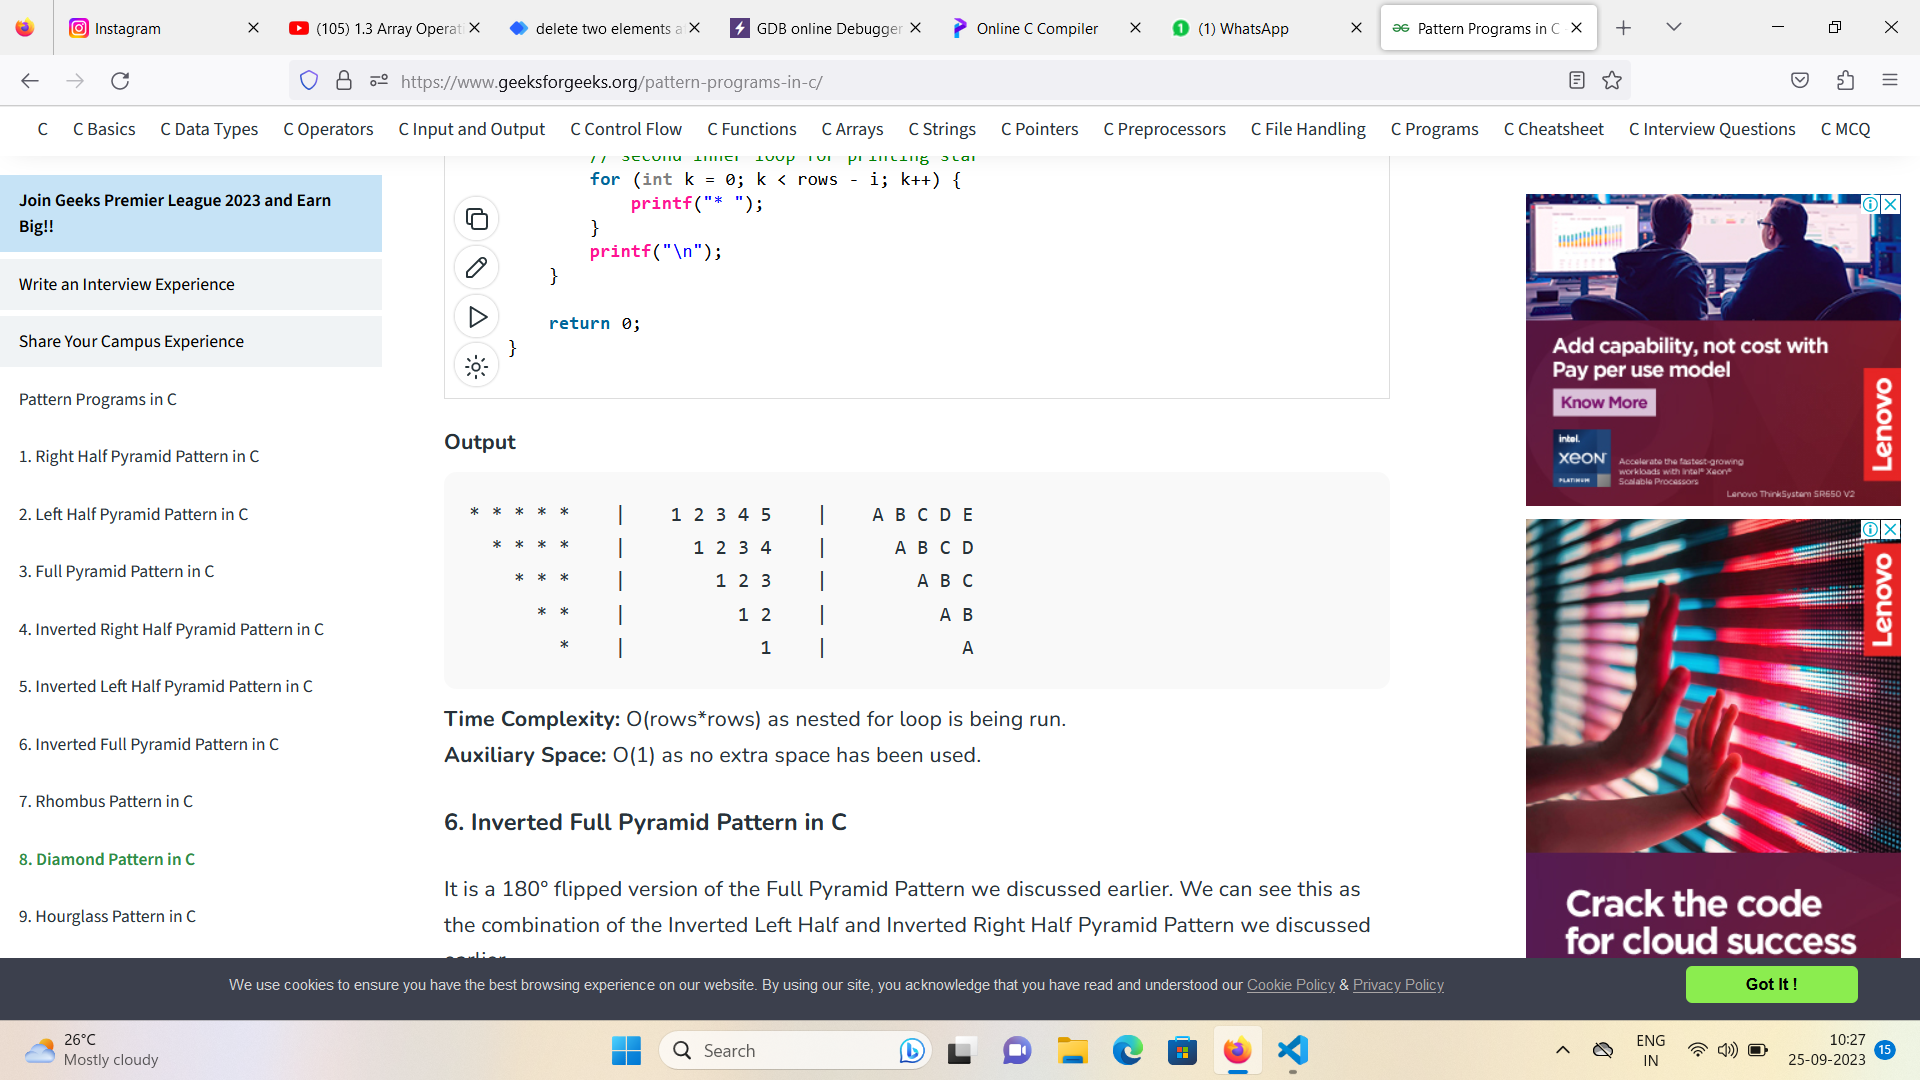 Instagram
(105) 1.3 Array Operati
delete two elements a
GDB online Debugger
Online C Compiler
(1) WhatsApp
Pattern Programs in C
https://www.geeksforgeeks.org/pattern-programs-in-c/
C C Basics C Data Types C Operators C Input and Output C Control Flow C Functions C Arrays C Strings C Pointers C Preprocessors C File Handling C Programs C Cheatsheet C Interview Questions C MCQ
Join Geeks Premier League 2023 and Earn
Big!!
Write an Interview Experience
Share Your Campus Experience
Pattern Programs in C
1. Right Half Pyramid Pattern in C
2. Left Half Pyramid Pattern in C
3. Full Pyramid Pattern in C
4. Inverted Right Half Pyramid Pattern in C
5. Inverted Left Half Pyramid Pattern in C
6. Inverted Full Pyramid Pattern in C
7. Rhombus Pattern in C
8. Diamond Pattern in C
9. Hourglass Pattern in C
// second inner loop for printing star
for (int k = 0; k < rows - i; k++) {
printf("* ");
}
printf("\n");
}
return 0;
}
Output
* * * * * | 1 2 3 4 5 | A B C D E
* * * * | 1 2 3 4 | A B C D
* * * | 1 2 3 | A B C
* * | 1 2 | A B
* | 1 | A
Time Complexity: O(rows*rows) as nested for loop is being run.
Auxiliary Space: O(1) as no extra space has been used.
6. Inverted Full Pyramid Pattern in C
It is a 180° flipped version of the Full Pyramid Pattern we discussed earlier. We can see this as
the combination of the Inverted Left Half and Inverted Right Half Pyramid Pattern we discussed
earlier.
Add capability, not cost with
Pay per use model
Know More
Lenovo
intel.
XEON
PLATINUM
Accelerate the fastest-growing
workloads with Intel® Xeon®
Scalable Processors
Lenovo ThinkSystem SR650 V2
Lenovo
Crack the code
for cloud success
We use cookies to ensure you have the best browsing experience on our website. By using our site, you acknowledge that you have read and understood our Cookie Policy & Privacy Policy
Got It !
26°C
Mostly cloudy
Search
ENG
IN
10:27
25-09-2023
15